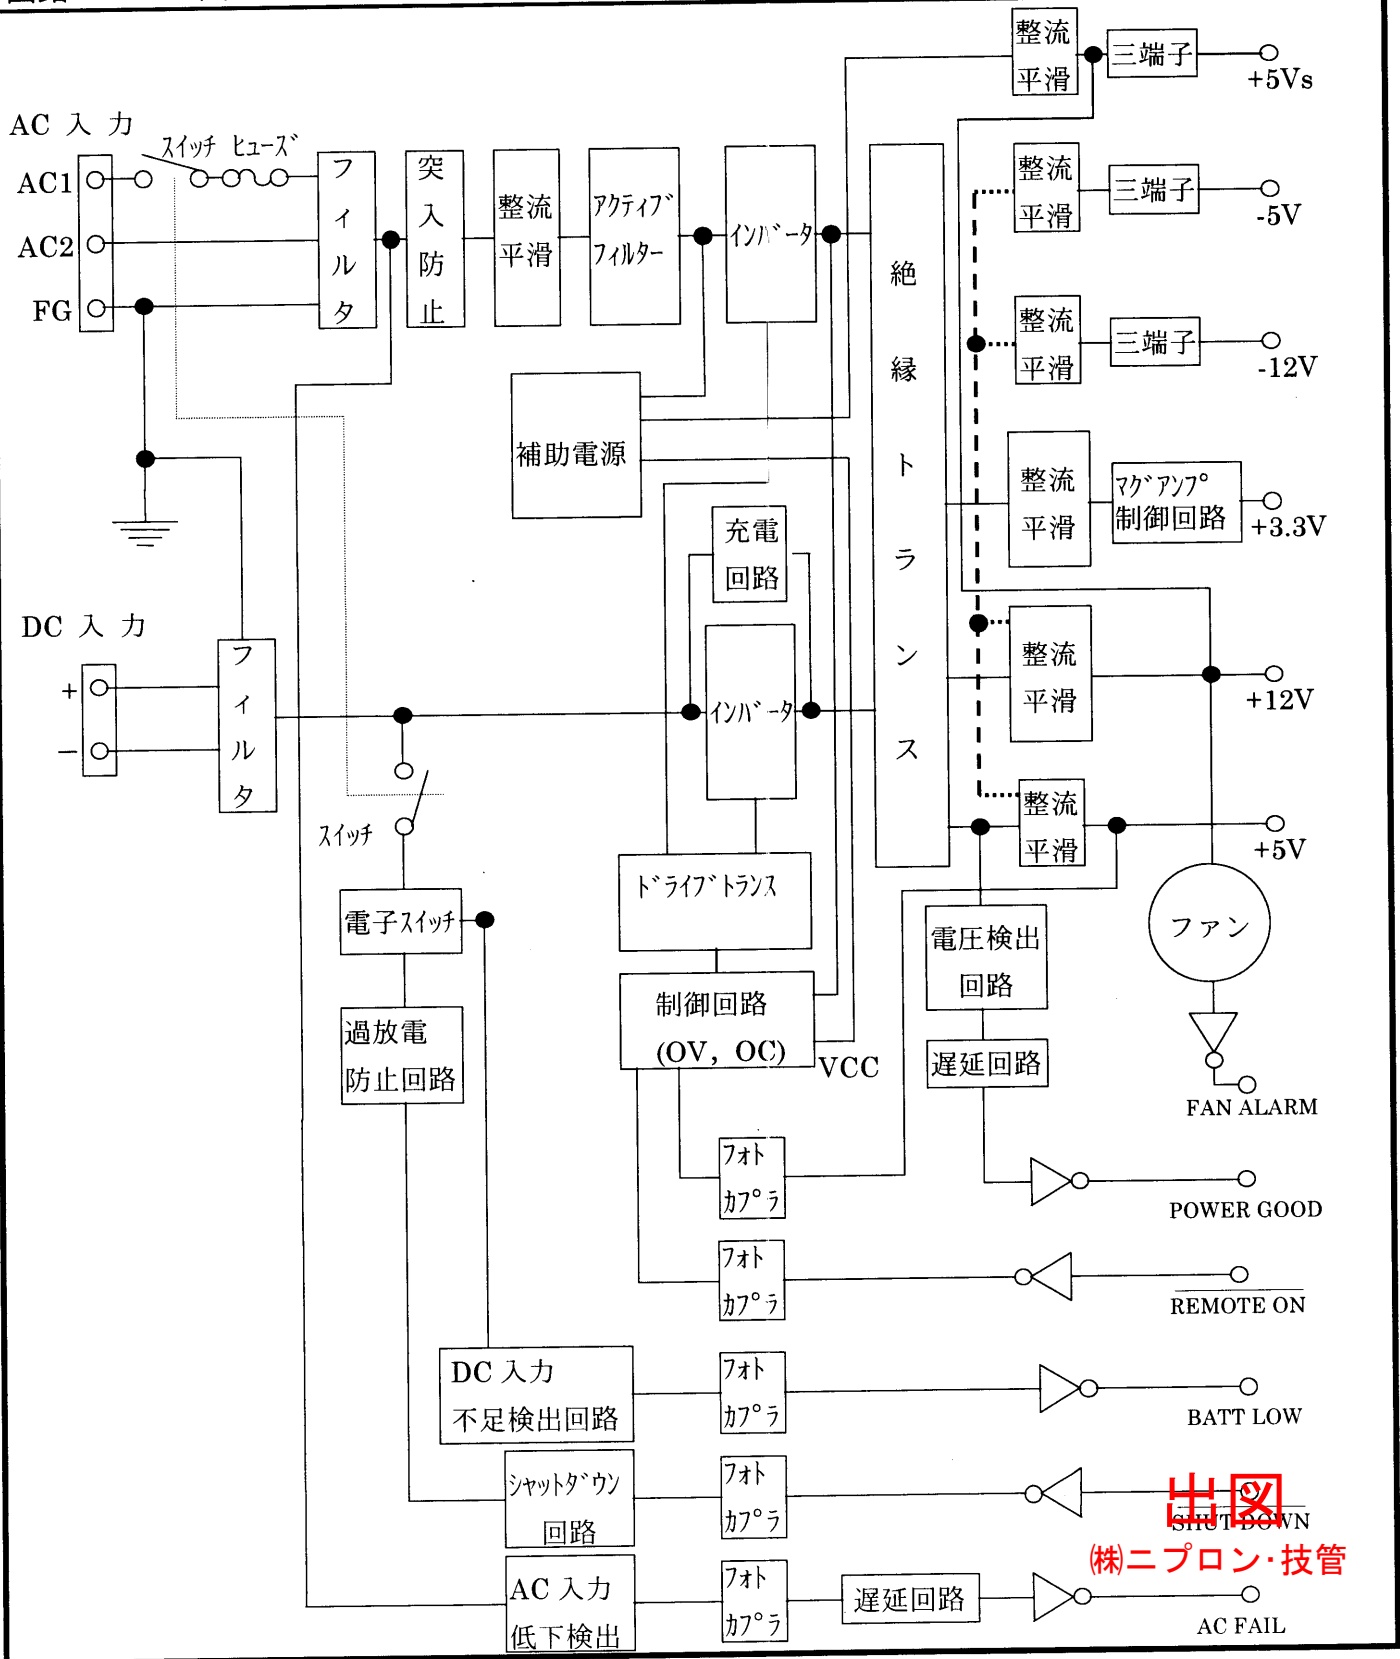 AC 入 力
スイッチ ヒューズ
AC1
AC2
FG
フィルタ
突入防止
整流
平滑
アクティブ
フィルター
インバータ
絶縁トランス
整流
平滑
三端子
+5Vs
整流
平滑
三端子
-5V
整流
平滑
三端子
-12V
補助電源
整流
平滑
マグアンプ
制御回路
+3.3V
充電
回路
DC 入 力
+
−
フィルタ
インバータ
整流
平滑
+12V
整流
平滑
+5V
スイッチ
電子スイッチ
ドライブトランス
電圧検出
回路
ファン
過放電
防止回路
制御回路
(OV, OC)
VCC
遅延回路
FAN ALARM
フォト
カプラ
POWER GOOD
フォト
カプラ
REMOTE ON
DC 入力
不足検出回路
フォト
カプラ
BATT LOW
シャットダウン
回路
フォト
カプラ
出図
SHUT DOWN
㈱ニプロン・技管
AC 入力
低下検出
フォト
カプラ
遅延回路
AC FAIL